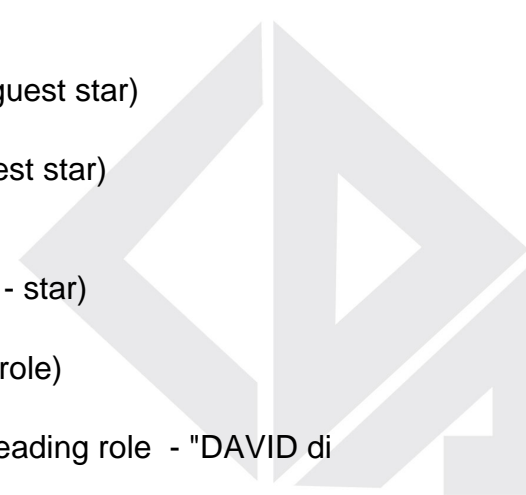 guest star)
est star)
- star)
role)
eading role - "DAVID di